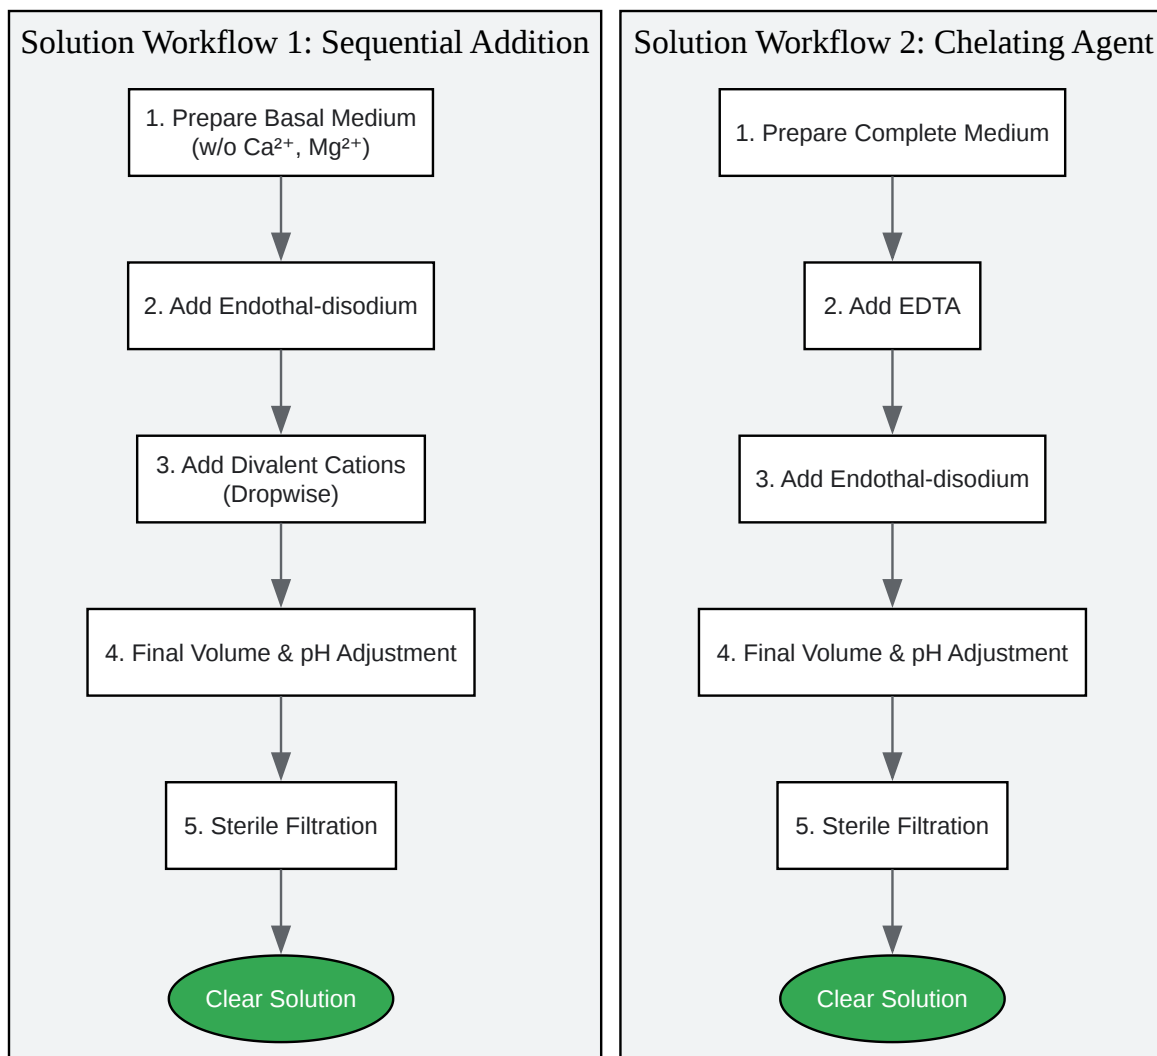 Solution Workflow 1: Sequential Addition
1. Prepare Basal Medium
(w/o Ca²⁺, Mg²⁺)
2. Add Endothal-disodium
3. Add Divalent Cations
(Dropwise)
4. Final Volume & pH Adjustment
5. Sterile Filtration
Clear Solution
Solution Workflow 2: Chelating Agent
1. Prepare Complete Medium
2. Add EDTA
3. Add Endothal-disodium
4. Final Volume & pH Adjustment
5. Sterile Filtration
Clear Solution